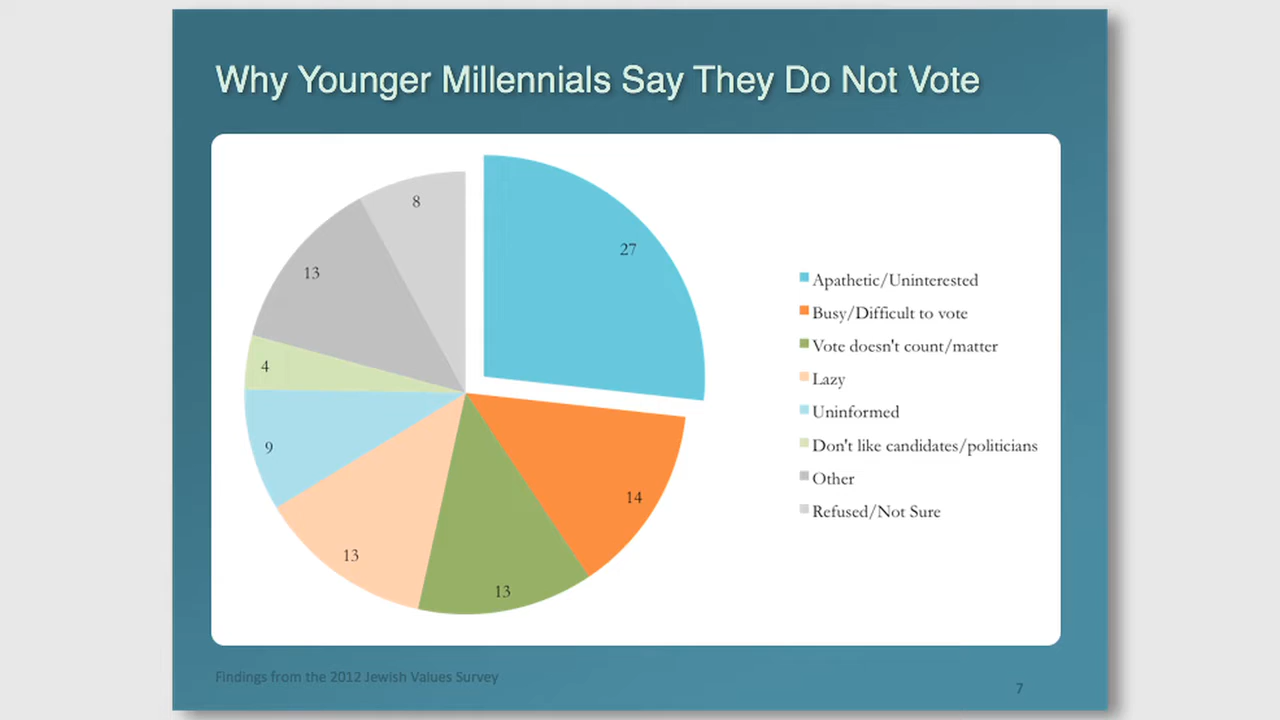 Why Younger Millennials Say They Do Not Vote
8
27
13
4
9
14
13
13
Apathetic/Uninterested
Busy/Difficult to vote
Vote doesn't count/matter
Lazy
Uninformed
Don't like candidates/politicians
Other
Refused/Not Sure
Findings from the 2012 Jewish Values Survey
7